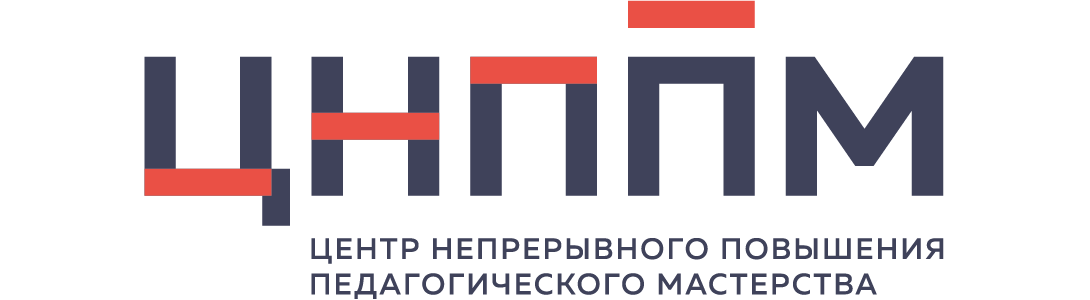 ЦНППМ
ЦЕНТР НЕПРЕРЫВНОГО ПОВЫШЕНИЯ
ПЕДАГОГИЧЕСКОГО МАСТЕРСТВА